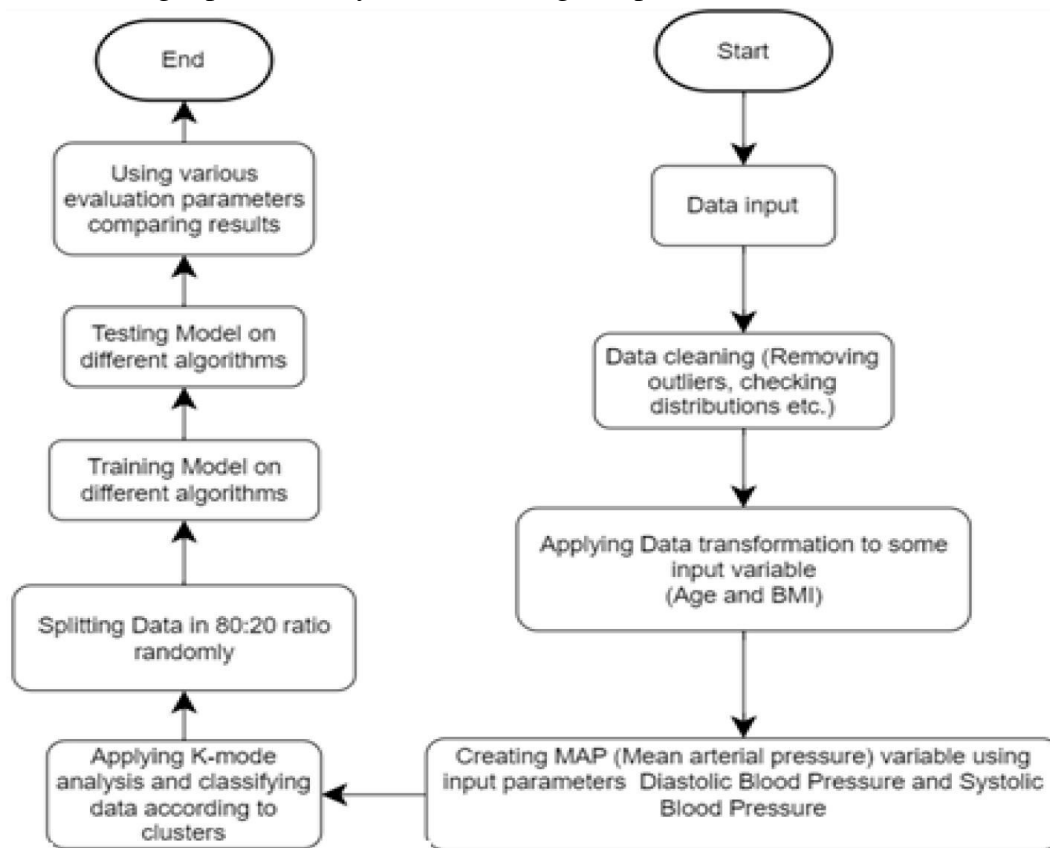 Start
Data input
Data cleaning (Removing
outliers, checking
distributions etc.)
Applying Data transformation to some
input variable
(Age and BMI)
Creating MAP (Mean arterial pressure) variable using
input parameters Diastolic Blood Pressure and Systolic
Blood Pressure
Applying K-mode
analysis and classifying
data according to
clusters
Splitting Data in 80:20 ratio
randomly
Training Model on
different algorithms
Testing Model on
different algorithms
Using various
evaluation parameters
comparing results
End